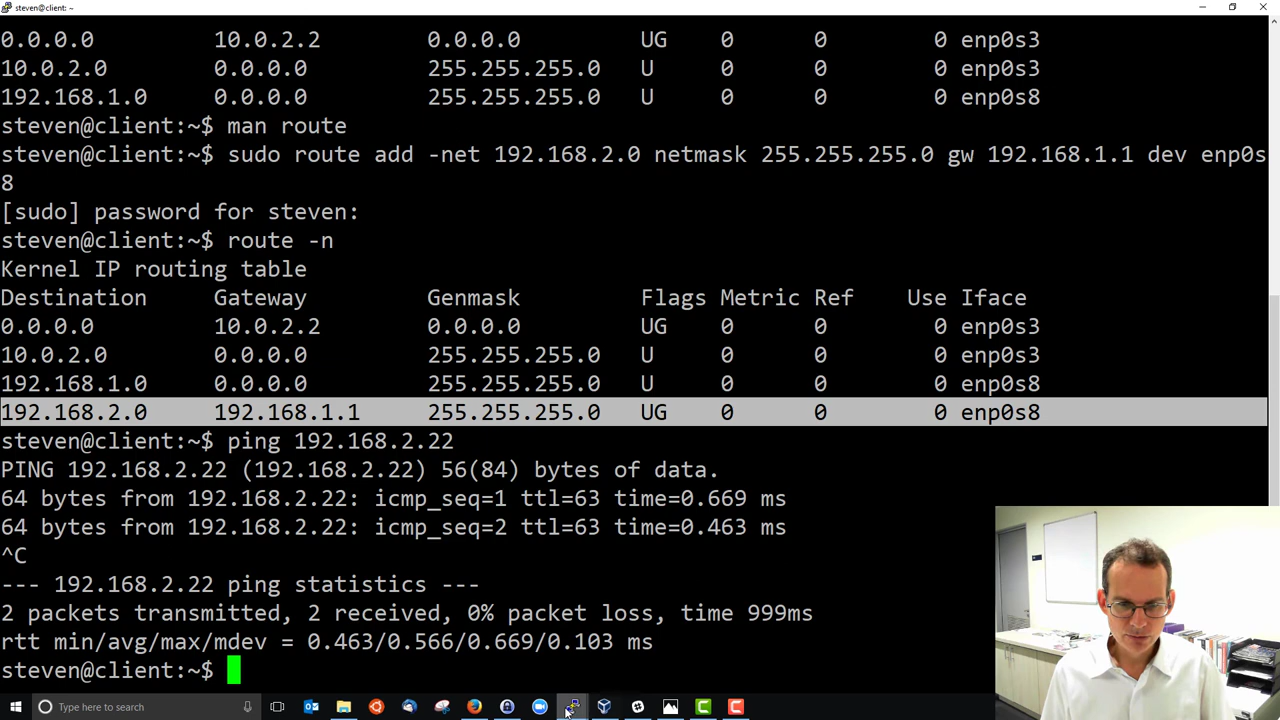 steven@client: ~
0.0.0.0 10.0.2.2 0.0.0.0 UG 0 0 0 enp0s3
10.0.2.0 0.0.0.0 255.255.255.0 U 0 0 0 enp0s3
192.168.1.0 0.0.0.0 255.255.255.0 U 0 0 0 enp0s8
steven@client:~$ man route
steven@client:~$ sudo route add -net 192.168.2.0 netmask 255.255.255.0 gw 192.168.1.1 dev enp0s
8
[sudo] password for steven:
steven@client:~$ route -n
Kernel IP routing table
Destination Gateway Genmask Flags Metric Ref Use Iface
0.0.0.0 10.0.2.2 0.0.0.0 UG 0 0 0 enp0s3
10.0.2.0 0.0.0.0 255.255.255.0 U 0 0 0 enp0s3
192.168.1.0 0.0.0.0 255.255.255.0 U 0 0 0 enp0s8
192.168.2.0 192.168.1.1 255.255.255.0 UG 0 0 0 enp0s8
steven@client:~$ ping 192.168.2.22
PING 192.168.2.22 (192.168.2.22) 56(84) bytes of data.
64 bytes from 192.168.2.22: icmp_seq=1 ttl=63 time=0.669 ms
64 bytes from 192.168.2.22: icmp_seq=2 ttl=63 time=0.463 ms
^C
--- 192.168.2.22 ping statistics ---
2 packets transmitted, 2 received, 0% packet loss, time 999ms
rtt min/avg/max/mdev = 0.463/0.566/0.669/0.103 ms
steven@client:~$
Type here to search